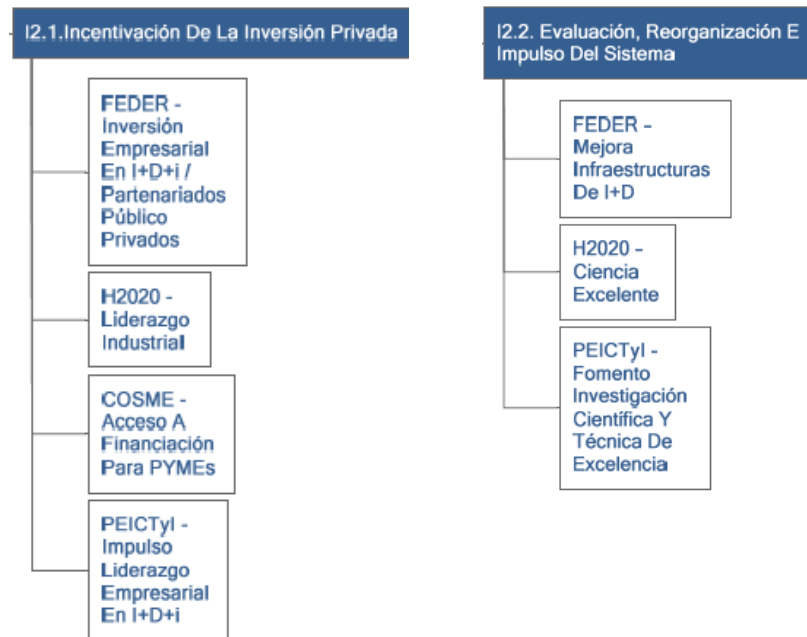 I2.1.Incentivación De La Inversión Privada
FEDER -
Inversión
Empresarial
En I+D+i /
Partenariados
Público
Privados
H2020 -
Liderazgo
Industrial
COSME -
Acceso A
Financiación
Para PYMEs
PEICTyI -
Impulso
Liderazgo
Empresarial
En I+D+i
I2.2. Evaluación, Reorganización E
Impulso Del Sistema
FEDER –
Mejora
Infraestructuras
De I+D
H2020 –
Ciencia
Excelente
PEICTyI -
Fomento
Investigación
Científica Y
Técnica De
Excelencia